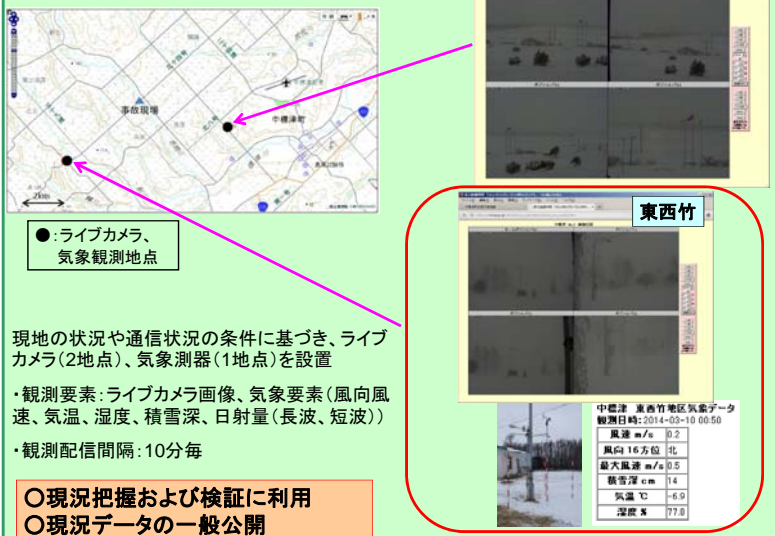 事故現場
中標津町
2km
●:ライブカメラ、
気象観測地点
東西竹
現地の状況や通信状況の条件に基づき、ライブ
カメラ(2地点)、気象測器(1地点)を設置
・観測要素:ライブカメラ画像、気象要素(風向風
速、気温、湿度、積雪深、日射量(長波、短波))
・観測配信間隔:10分毎
〇現況把握および検証に利用
〇現況データの一般公開
中標津 東西竹地区気象データ
観測日時:2014-03-10 00:50
風速 m/s 0.2
風向 16方位 北
最大風速 m/s 0.5
積雪深 cm 14
気温 ℃ -6.9
湿度 % 77.0